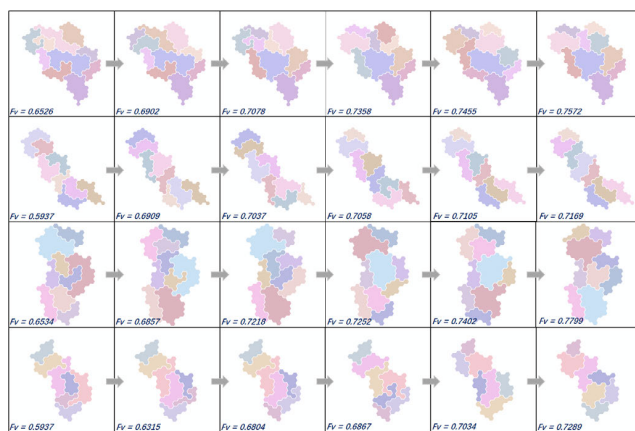 Fv = 0.6526 Fv = 0.6902 Fv = 0.7078 Fv = 0.7358 Fv = 0.7455 Fv = 0.7572
Fv = 0.5937 Fv = 0.6909 Fv = 0.7037 Fv = 0.7058 Fv = 0.7105 Fv = 0.7169
Fv = 0.6534 Fv = 0.6857 Fv = 0.7218 Fv = 0.7252 Fv = 0.7402 Fv = 0.7799
Fv = 0.5937 Fv = 0.6315 Fv = 0.6804 Fv = 0.6867 Fv = 0.7034 Fv = 0.7289